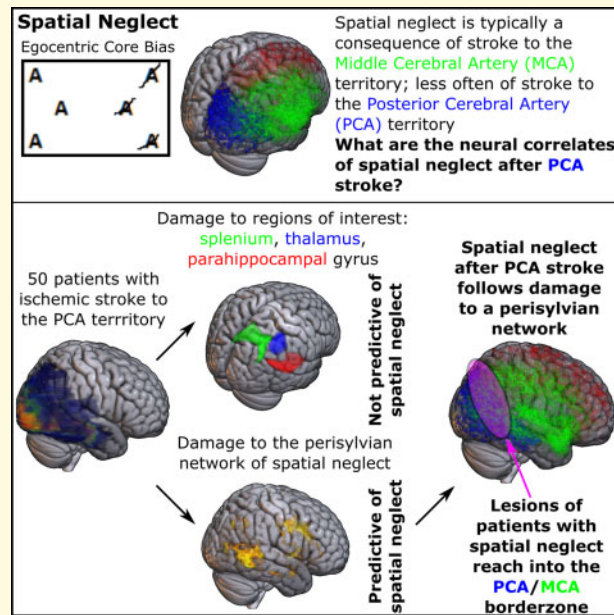 Spatial Neglect
Egocentric Core Bias
A A
A A
A A
Spatial neglect is typically a
consequence of stroke to the
Middle Cerebral Artery (MCA)
territory; less often of stroke to
the Posterior Cerebral Artery
(PCA) territory
What are the neural correlates
of spatial neglect after PCA
stroke?
50 patients with
ischemic stroke to
the PCA terrritory
Damage to regions of interest:
splenium, thalamus,
parahippocampal gyrus
Not predictive of
spatial neglect
Damage to the perisylvian
network of spatial neglect
Predictive of
spatial neglect
Spatial neglect
after PCA stroke
follows damage
to a perisylvian
network
Lesions of
patients with
spatial neglect
reach into the
PCA/MCA
borderzone